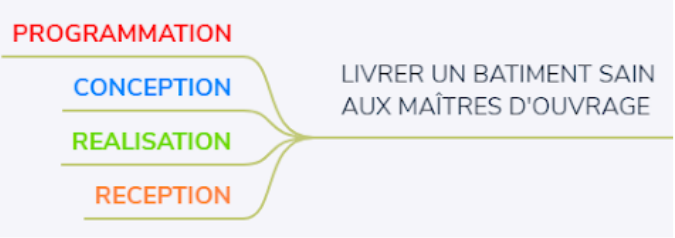 PROGRAMMATION
CONCEPTION
REALISATION
RECEPTION
LIVRER UN BATIMENT SAIN
AUX MAÎTRES D'OUVRAGE